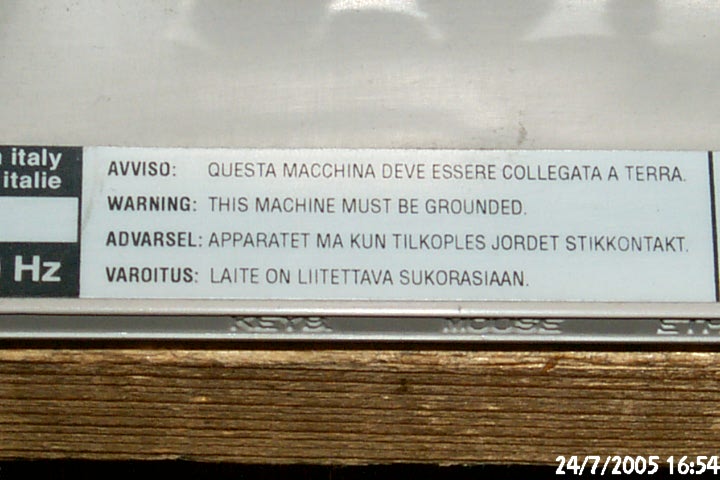 italy
italie
Hz
AVVISO: QUESTA MACCHINA DEVE ESSERE COLLEGATA A TERRA.
WARNING: THIS MACHINE MUST BE GROUNDED.
ADVARSEL: APPARATET MA KUN TILKOPLES JORDET STIKKONTAKT.
VAROITUS: LAITE ON LIITETTAVA SUKORASIAAN.
KEYB MOUSE
24/7/2005 16:54